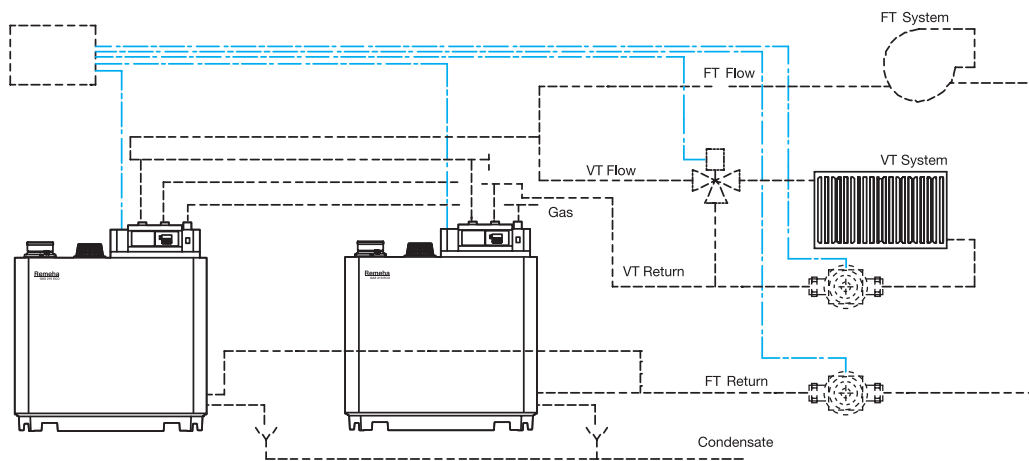 FT System
FT Flow
VT System
VT Flow
Gas
Remeha
Remeha
VT Return
FT Return
Condensate